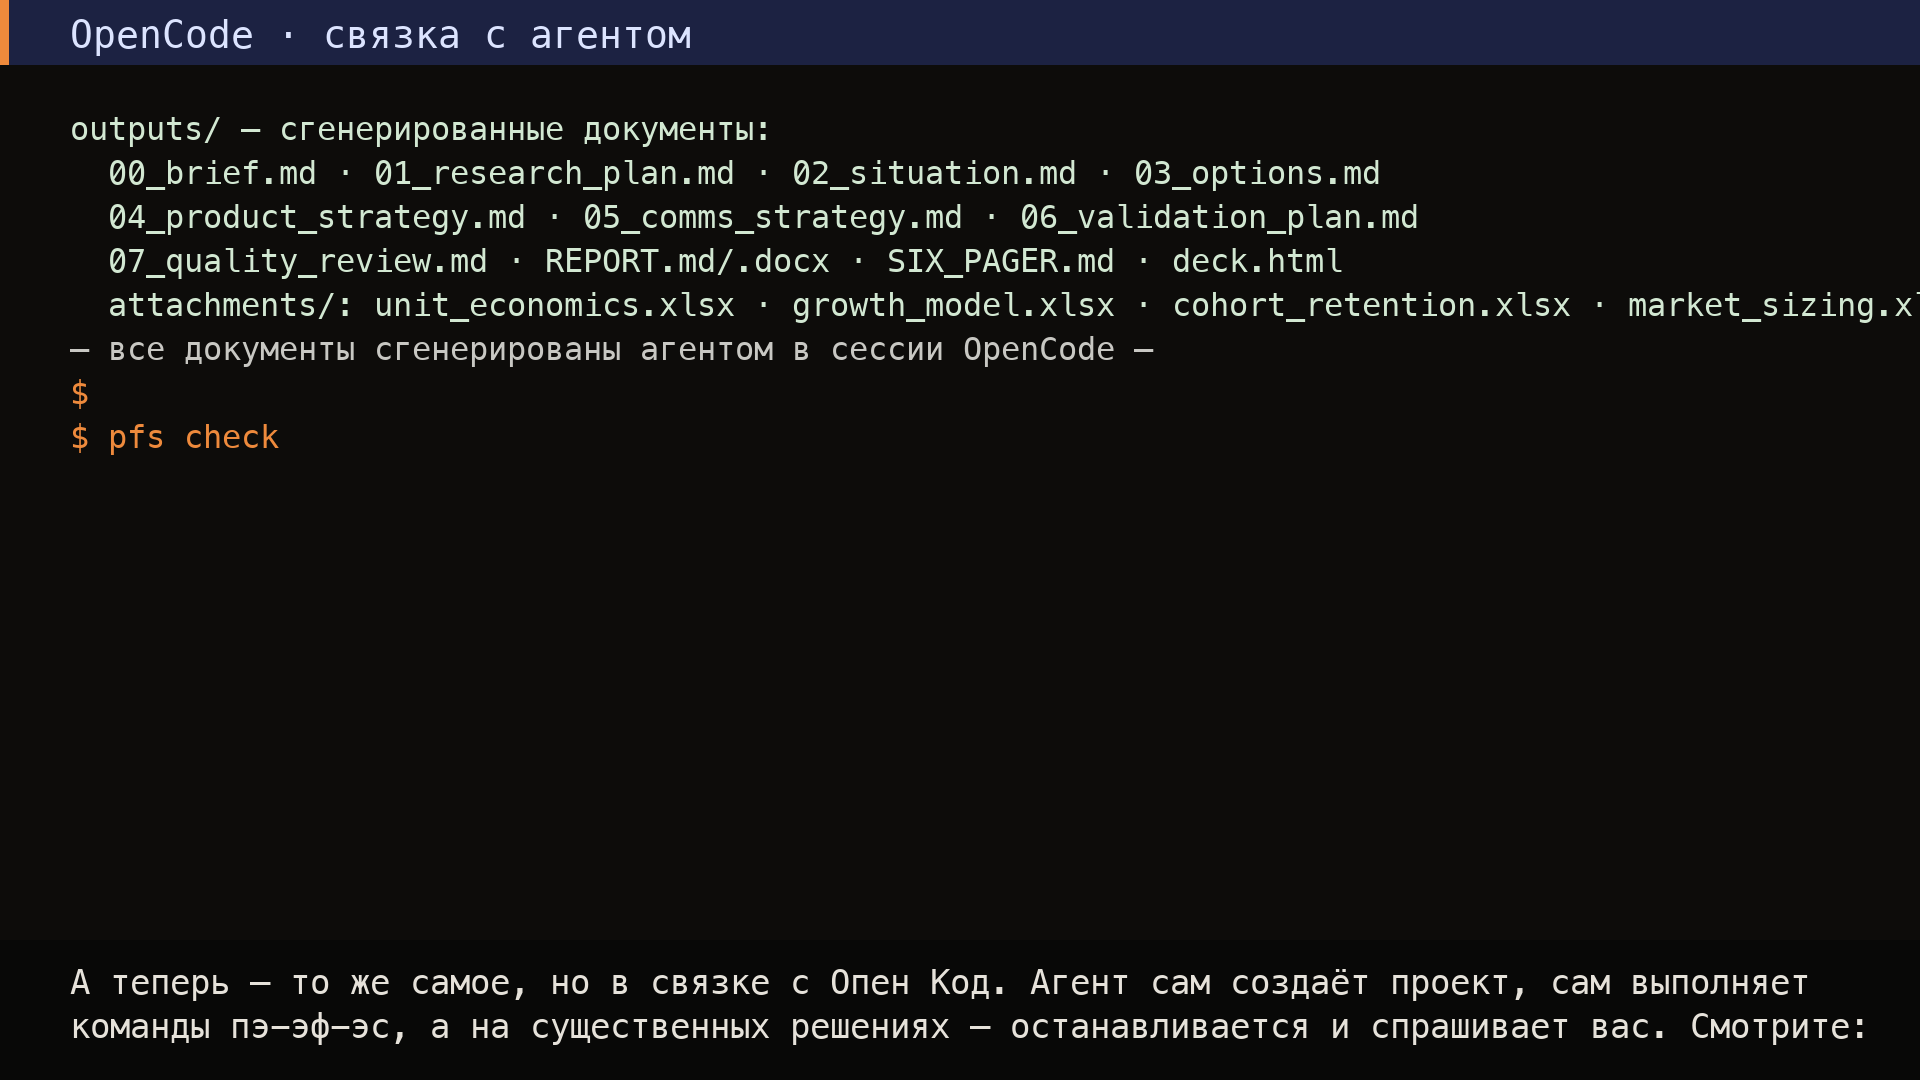 OpenCode · связка с агентом
outputs/ — сгенерированные документы:
00_brief.md · 01_research_plan.md · 02_situation.md · 03_options.md
04_product_strategy.md · 05_comms_strategy.md · 06_validation_plan.md
07_quality_review.md · REPORT.md/.docx · SIX_PAGER.md · deck.html
attachments/: unit_economics.xlsx · growth_model.xlsx · cohort_retention.xlsx · market_sizing.xl
— все документы сгенерированы агентом в сессии OpenCode —
$
$ pfs check
А теперь — то же самое, но в связке с Опен Код. Агент сам создаёт проект, сам выполняет
команды пэ–эф–эс, а на существенных решениях — останавливается и спрашивает вас. Смотрите: